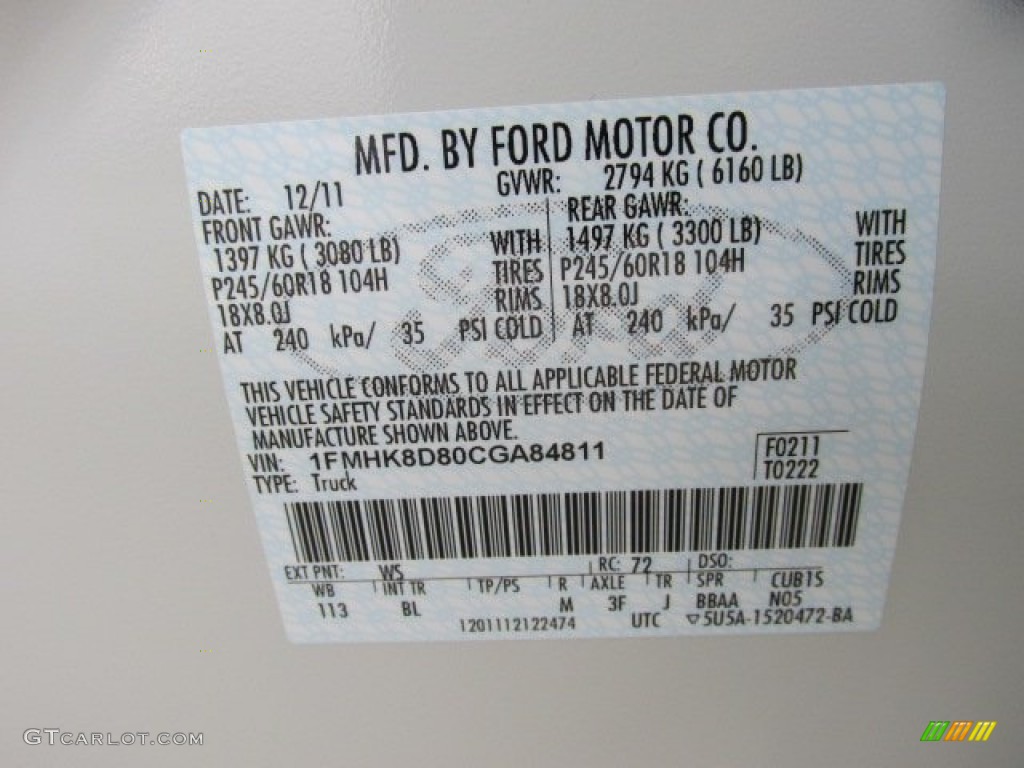 MFD. BY FORD MOTOR CO.
DATE: 12/11 GVWR: 2794 KG ( 6160 LB)
FRONT GAWR: REAR GAWR:
1397 KG ( 3080 LB) WITH 1497 KG ( 3300 LB) WITH
P245/60R18 104H TIRES P245/60R18 104H TIRES
18X8.0J RIMS 18X8.0J RIMS
AT 240 kPa/ 35 PSI COLD AT 240 kPa/ 35 PSI COLD
THIS VEHICLE CONFORMS TO ALL APPLICABLE FEDERAL MOTOR
VEHICLE SAFETY STANDARDS IN EFFECT ON THE DATE OF
MANUFACTURE SHOWN ABOVE.
VIN: 1FMHK8D80CGA84811 F0211
TYPE: Truck T0222
EXT PNT: WS RC: 72 DSO:
WB INT TR TP/PS R AXLE TR SPR CUB1S
113 BL M 3F J BBAA N05
1201112122474 UTC ▽5U5A-1520472-BA
GTCARLOT.COM